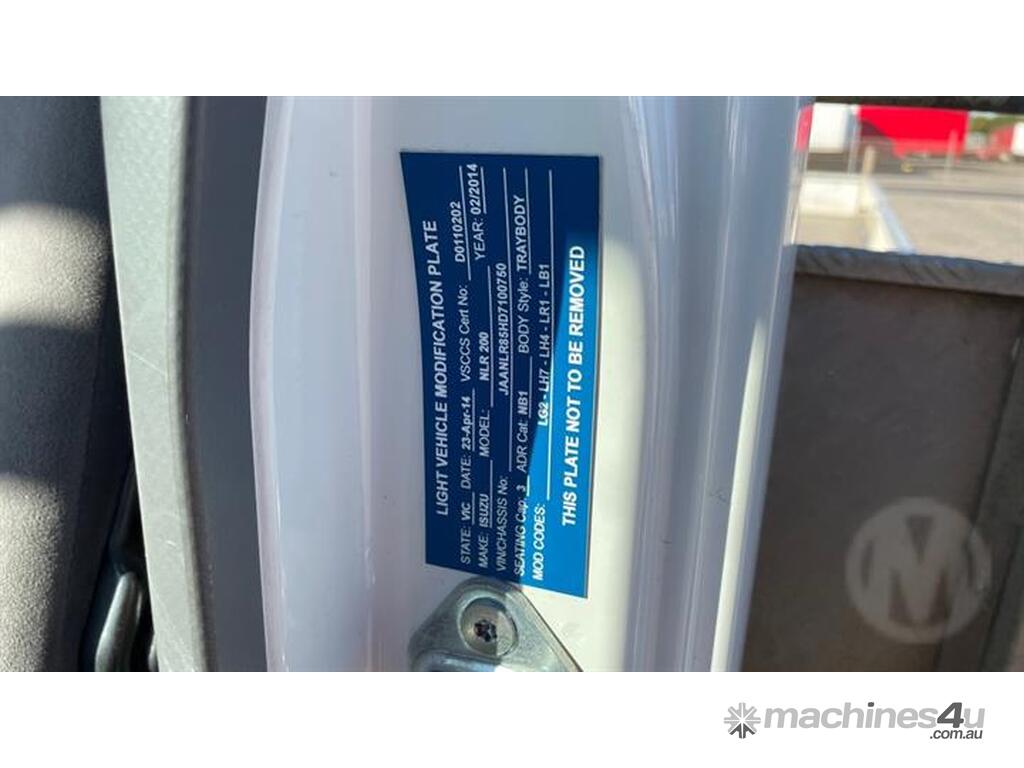 LIGHT VEHICLE MODIFICATION PLATE
STATE: VIC DATE: 23-Apr-14 VSCCS Cert No: D0110202
MAKE: ISUZU MODEL: NLR 200 YEAR: 02/2014
VIN/CHASSIS No: JAANLR85HD7100750
SEATING Cap: 3 ADR Cat: NB1 BODY Style: TRAYBODY
MOD CODES: LG2 - LH7 - LH4 - LR1 - LB1
THIS PLATE NOT TO BE REMOVED
M
machines4u
.com.au